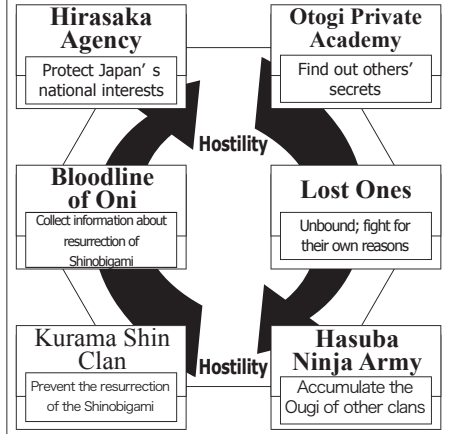 Hirasaka
Agency
Protect Japan' s
national interests
Otogi Private
Academy
Find out others'
secrets
Hostility
Bloodline
of Oni
Collect information about
resurrection of
Shinobigami
Lost Ones
Unbound; fight for
their own reasons
Kurama Shin
Clan
Prevent the resurrection
of the Shinobigami
Hostility
Hasuba
Ninja Army
Accumulate the
Ougi of other clans